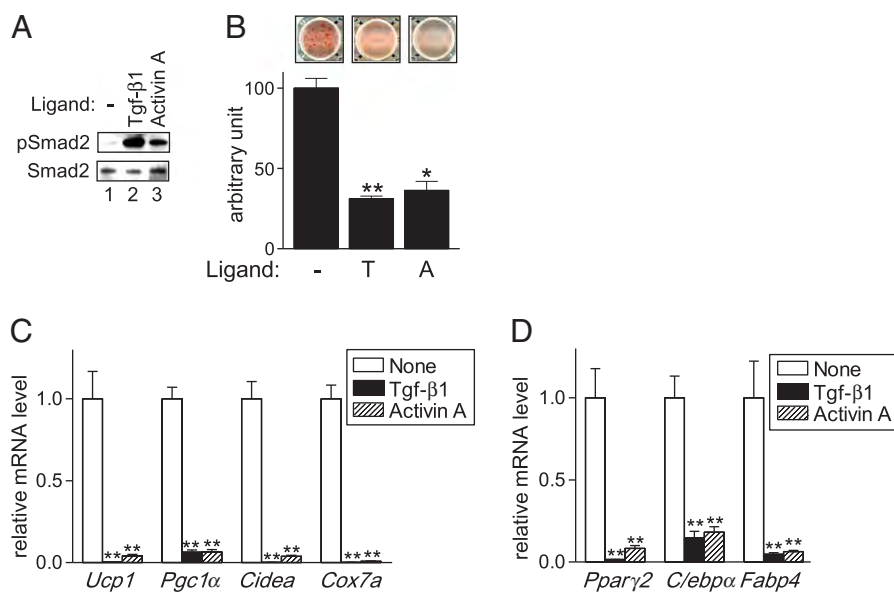 A
Ligand: - Tgf-β1 Activin A
pSmad2
Smad2
1 2 3
B
arbitrary unit
100
50
0
** *
Ligand: - T A
C
relative mRNA level
1.0
0.5
0.0
None
Tgf-β1
Activin A
** ** ** ** ** ** ** **
Ucp1 Pgc1α Cidea Cox7a
D
relative mRNA level
1.0
0.5
0.0
None
Tgf-β1
Activin A
** ** ** ** ** **
Pparγ2 C/ebpα Fabp4